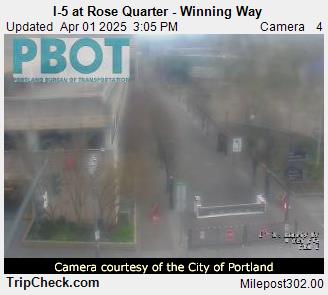 I-5 at Rose Quarter - Winning Way
Updated Apr 01 2025 3:05 PM Camera 4
PBOT
PORTLAND BUREAU OF TRANSPORTATION
Camera courtesy of the City of Portland
TripCheck.com Milepost302.00